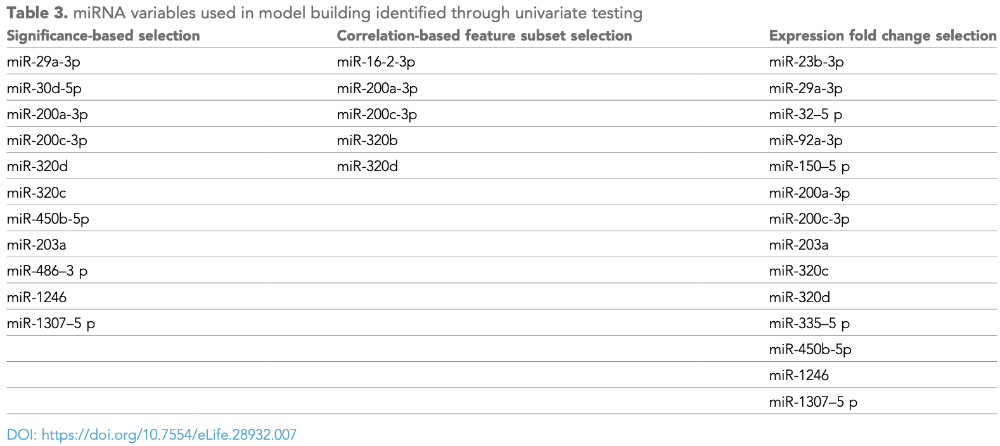 Table 3. miRNA variables used in model building identified through univariate testing
Significance-based selection Correlation-based feature subset selection Expression fold change selection
miR-29a-3p miR-16-2-3p miR-23b-3p
miR-30d-5p miR-200a-3p miR-29a-3p
miR-200a-3p miR-200c-3p miR-32–5 p
miR-200c-3p miR-320b miR-92a-3p
miR-320d miR-320d miR-150–5 p
miR-320c miR-200a-3p
miR-450b-5p miR-200c-3p
miR-203a miR-203a
miR-486–3 p miR-320c
miR-1246 miR-320d
miR-1307–5 p miR-335–5 p
miR-450b-5p
miR-1246
miR-1307–5 p
DOI: https://doi.org/10.7554/eLife.28932.007